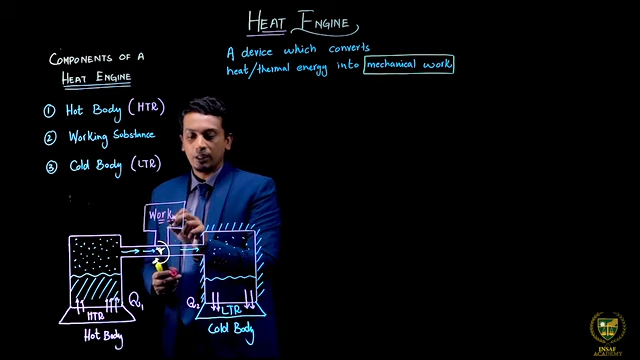 HEAT ENGINE
A device which converts
heat/thermal energy into mechanical work
COMPONENTS OF A
HEAT ENGINE
① Hot Body (HTR)
② Working Substance
③ Cold Body (LTR)
Work
Q1
Q2
HTR
LTR
Hot Body
Cold Body
INSAF
ACADEMY